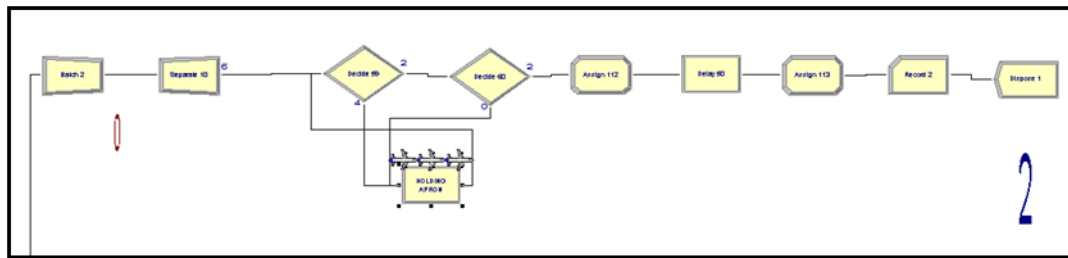 Batch 2
Separate 10
6
Decide 59
2
4
Decide 60
2
0
Assign 112
Delay 50
Assign 113
Record 2
Dispose 1
0
HOLDING
APRON
2